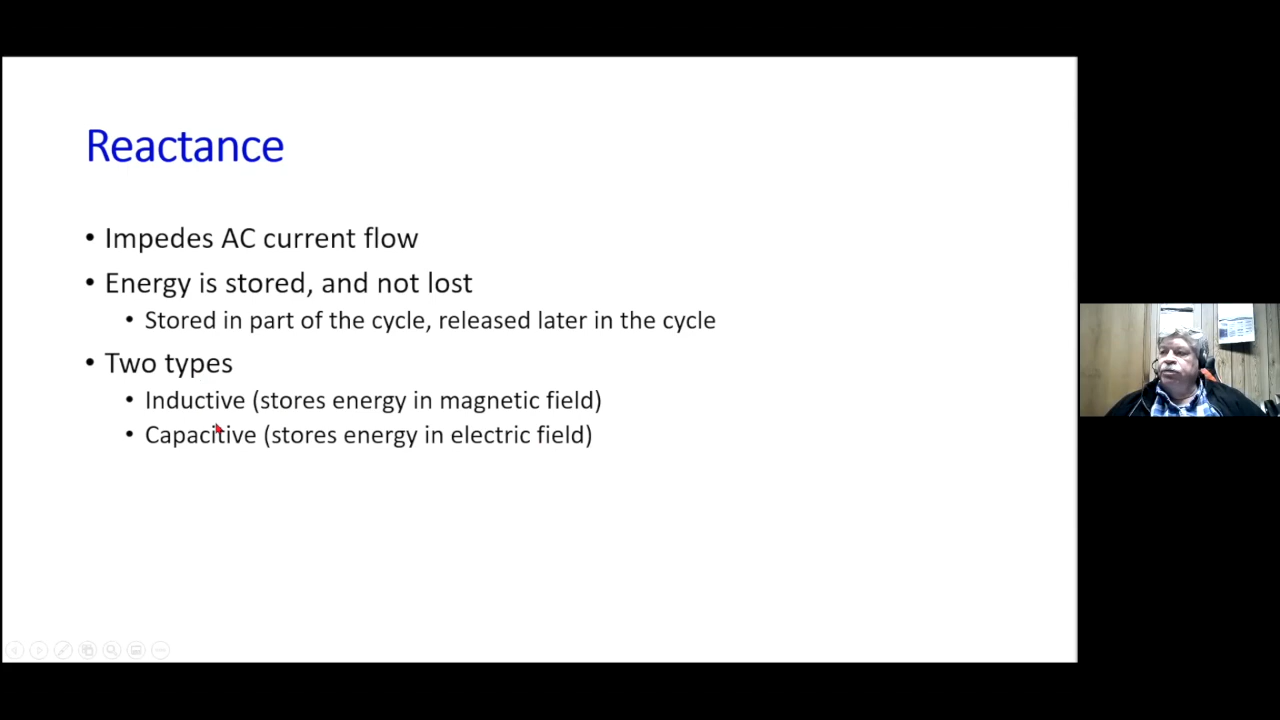 Reactance
• Impedes AC current flow
• Energy is stored, and not lost
• Stored in part of the cycle, released later in the cycle
• Two types
• Inductive (stores energy in magnetic field)
• Capacitive (stores energy in electric field)